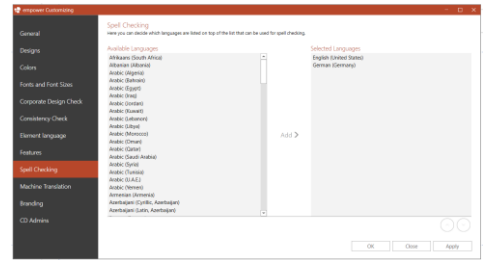 empower Customizing
General
Designs
Colors
Fonts and Font Sizes
Corporate Design Check
Consistency Check
Element language
Features
Spell Checking
Machine Translation
Branding
CD Admins
Spell Checking
Here you can decide which languages are listed on top of the list that can be used for spell checking.
Available Languages
Afrikaans (South Africa)
Albanian (Albania)
Arabic (Algeria)
Arabic (Bahrain)
Arabic (Egypt)
Arabic (Iraq)
Arabic (Jordan)
Arabic (Kuwait)
Arabic (Lebanon)
Arabic (Libya)
Arabic (Morocco)
Arabic (Oman)
Arabic (Qatar)
Arabic (Saudi Arabia)
Arabic (Syria)
Arabic (Tunisia)
Arabic (U.A.E.)
Arabic (Yemen)
Armenian (Armenia)
Azerbaijani (Cyrillic, Azerbaijan)
Azerbaijani (Latin, Azerbaijan)
Add >
Selected Languages
English (United States)
German (Germany)
OK
Close
Apply